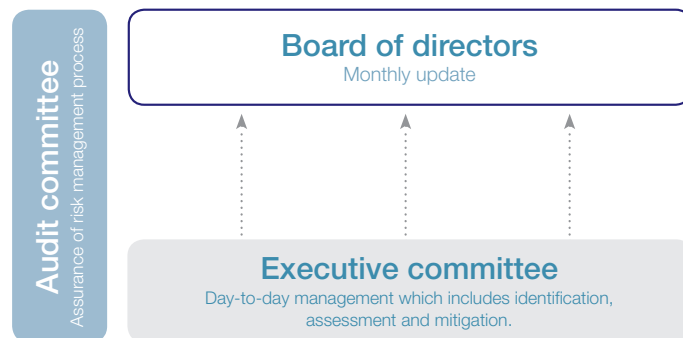 Audit committee
Assurance of risk management process
Board of directors
Monthly update
Executive committee
Day-to-day management which includes identification,
assessment and mitigation.